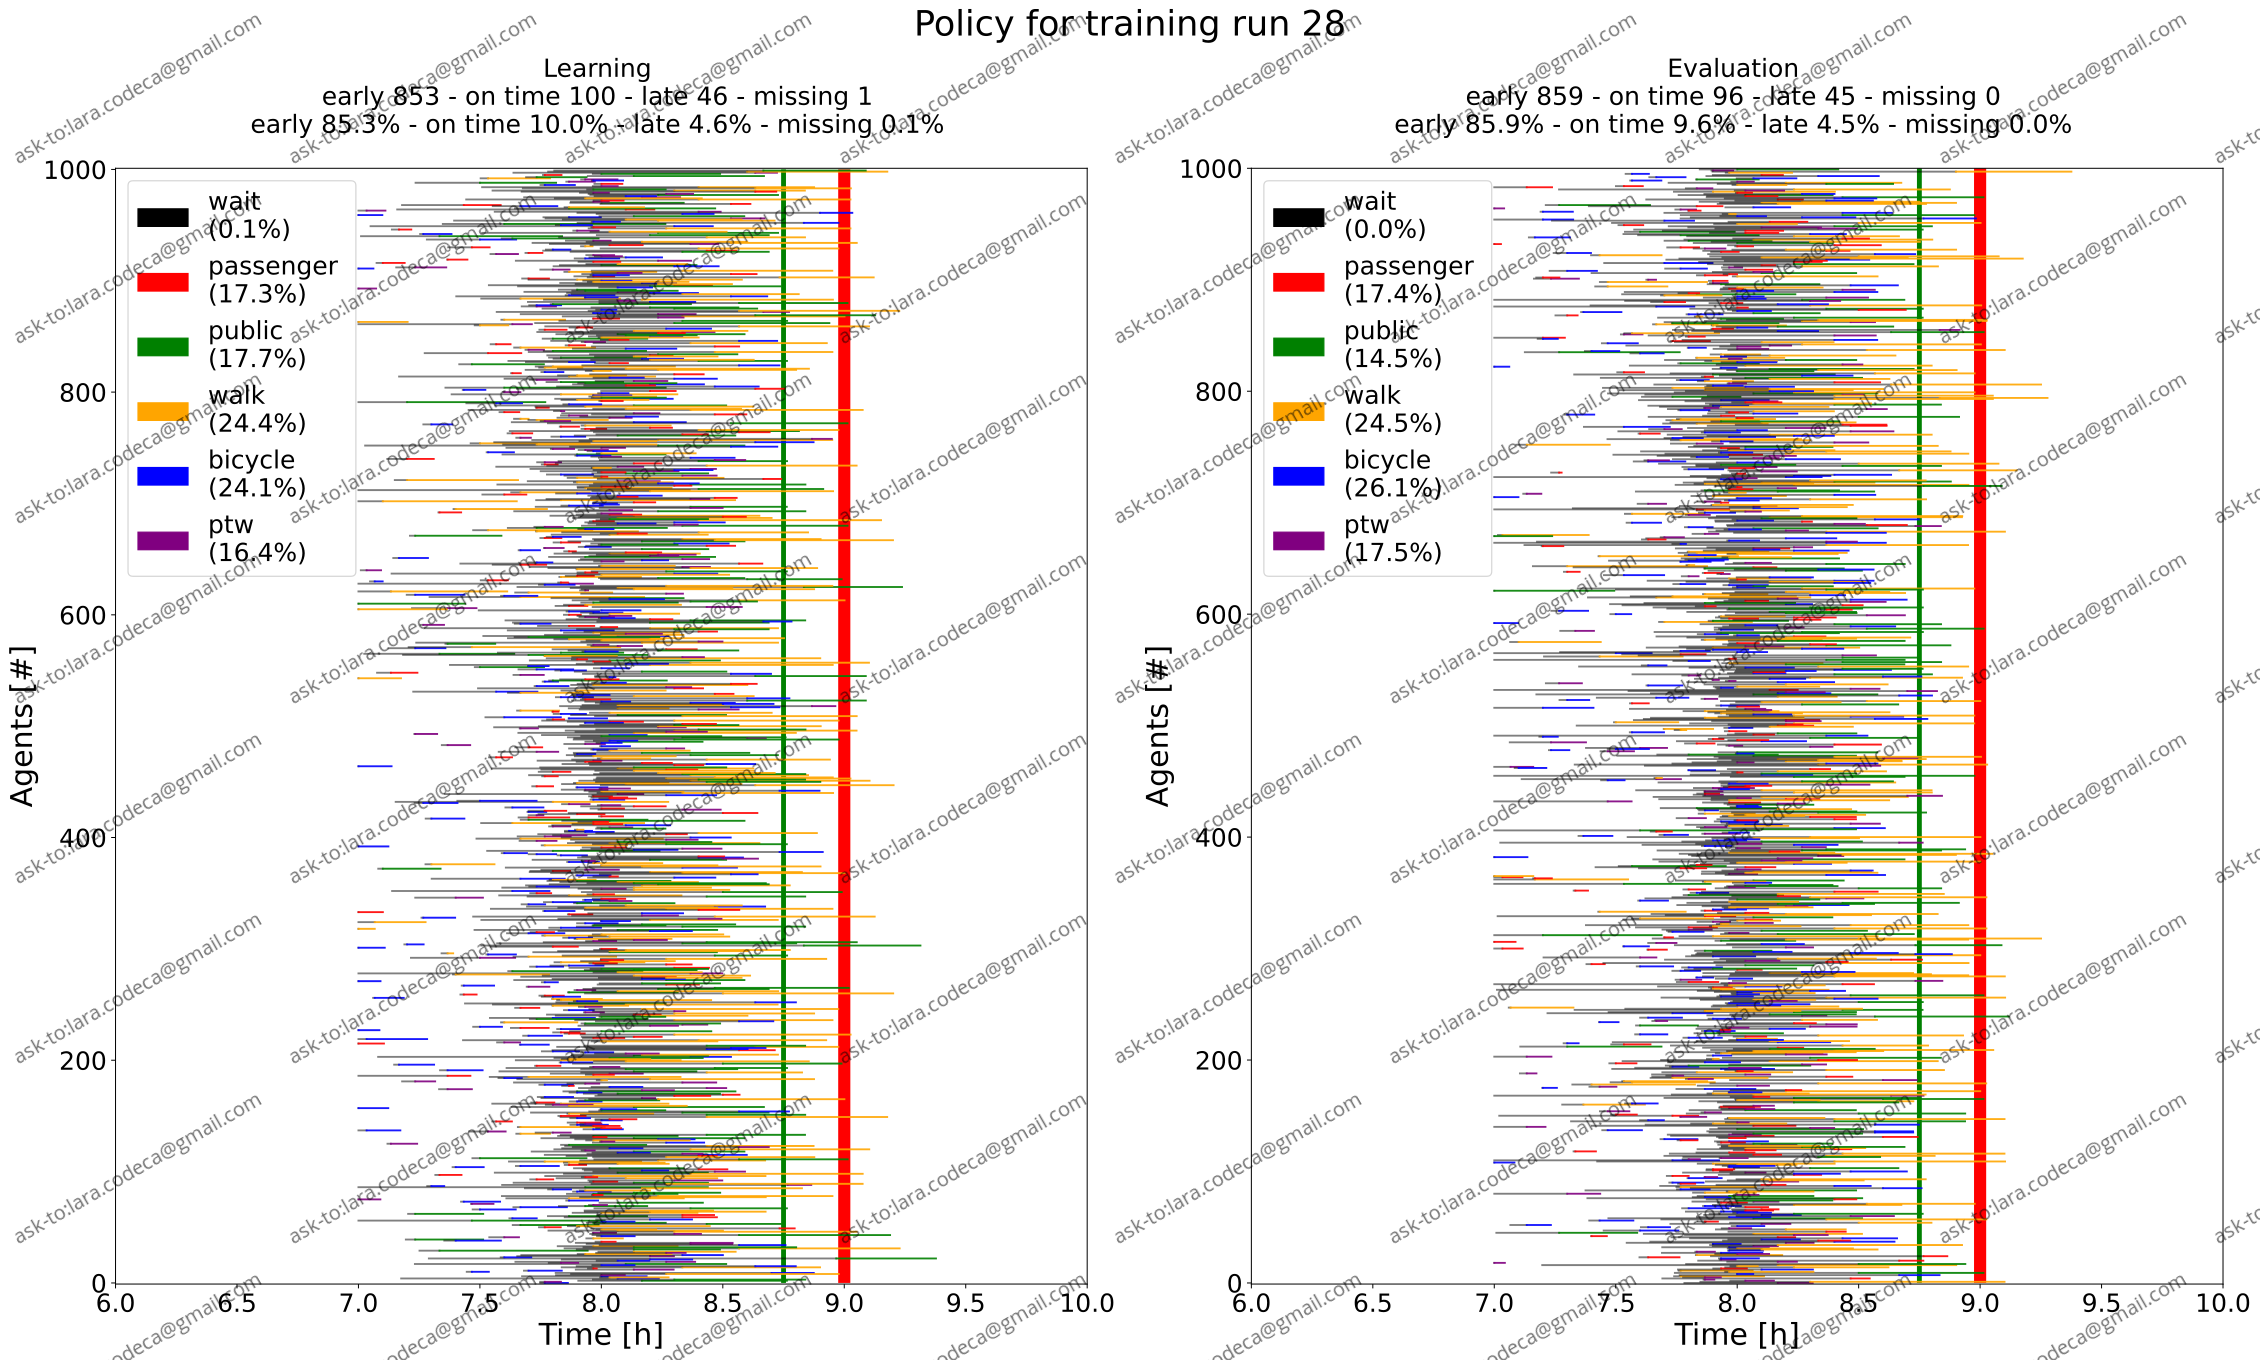 Policy for training run 28
Learning
early 853 - on time 100 - late 46 - missing 1
early 85.3% - on time 10.0% - late 4.6% - missing 0.1%
1000
800
600
400
200
0
Agents [#]
wait
(0.1%)
passenger
(17.3%)
public
(17.7%)
walk
(24.4%)
bicycle
(24.1%)
ptw
(16.4%)
6.0 6.5 7.0 7.5 8.0 8.5 9.0 9.5 10.0
Time [h]
Evaluation
early 859 - on time 96 - late 45 - missing 0
early 85.9% - on time 9.6% - late 4.5% - missing 0.0%
1000
800
600
400
200
0
Agents [#]
wait
(0.0%)
passenger
(17.4%)
public
(14.5%)
walk
(24.5%)
bicycle
(26.1%)
ptw
(17.5%)
6.0 6.5 7.0 7.5 8.0 8.5 9.0 9.5 10.0
Time [h]
ask-to:lara.codeca@gmail.com